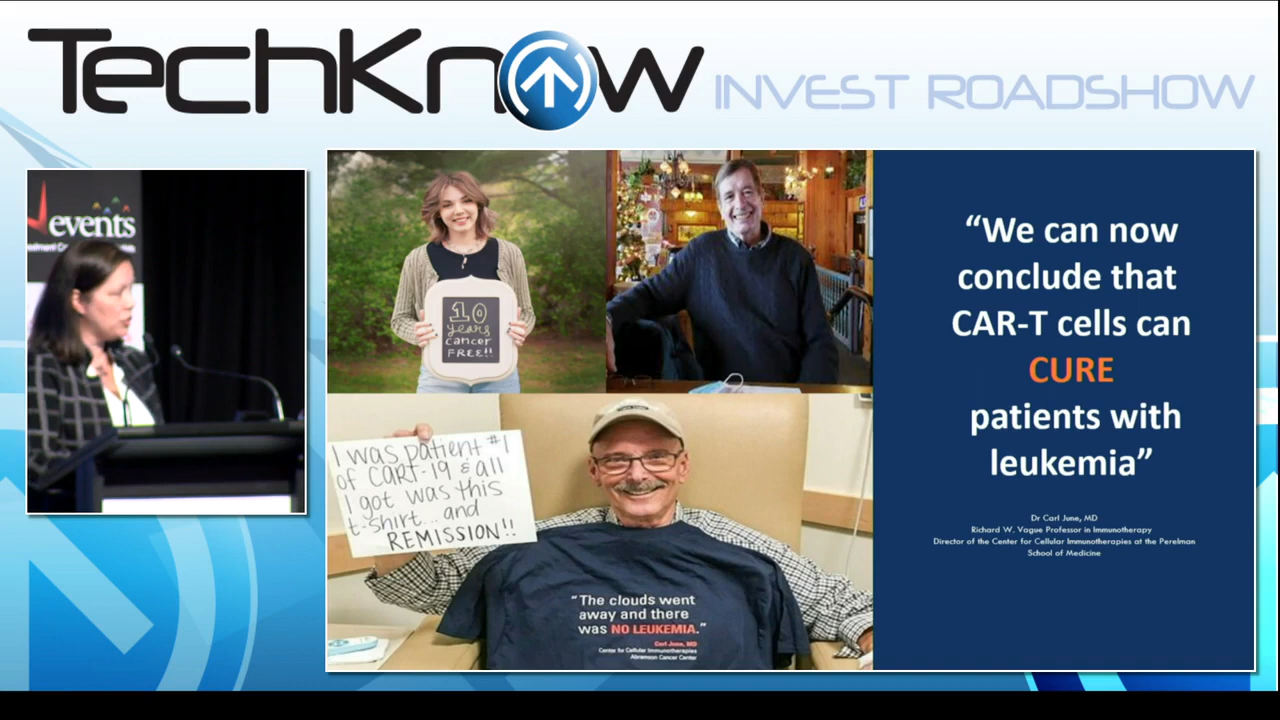 TechKnow INVEST ROADSHOW
events
10
years
cancer
FREE!!
I was patient #1
of CART-19 & all
I got was this
t-shirt... and
REMISSION!!
"The clouds went
away and there
was NO LEUKEMIA."
Carl June, MD
Center for Cellular Immunotherapies
Abramson Cancer Center
“We can now
conclude that
CAR-T cells can
CURE
patients with
leukemia”
Dr Carl June, MD
Richard W. Vague Professor in Immunotherapy
Director of the Center for Cellular Immunotherapies at the Perelman
School of Medicine